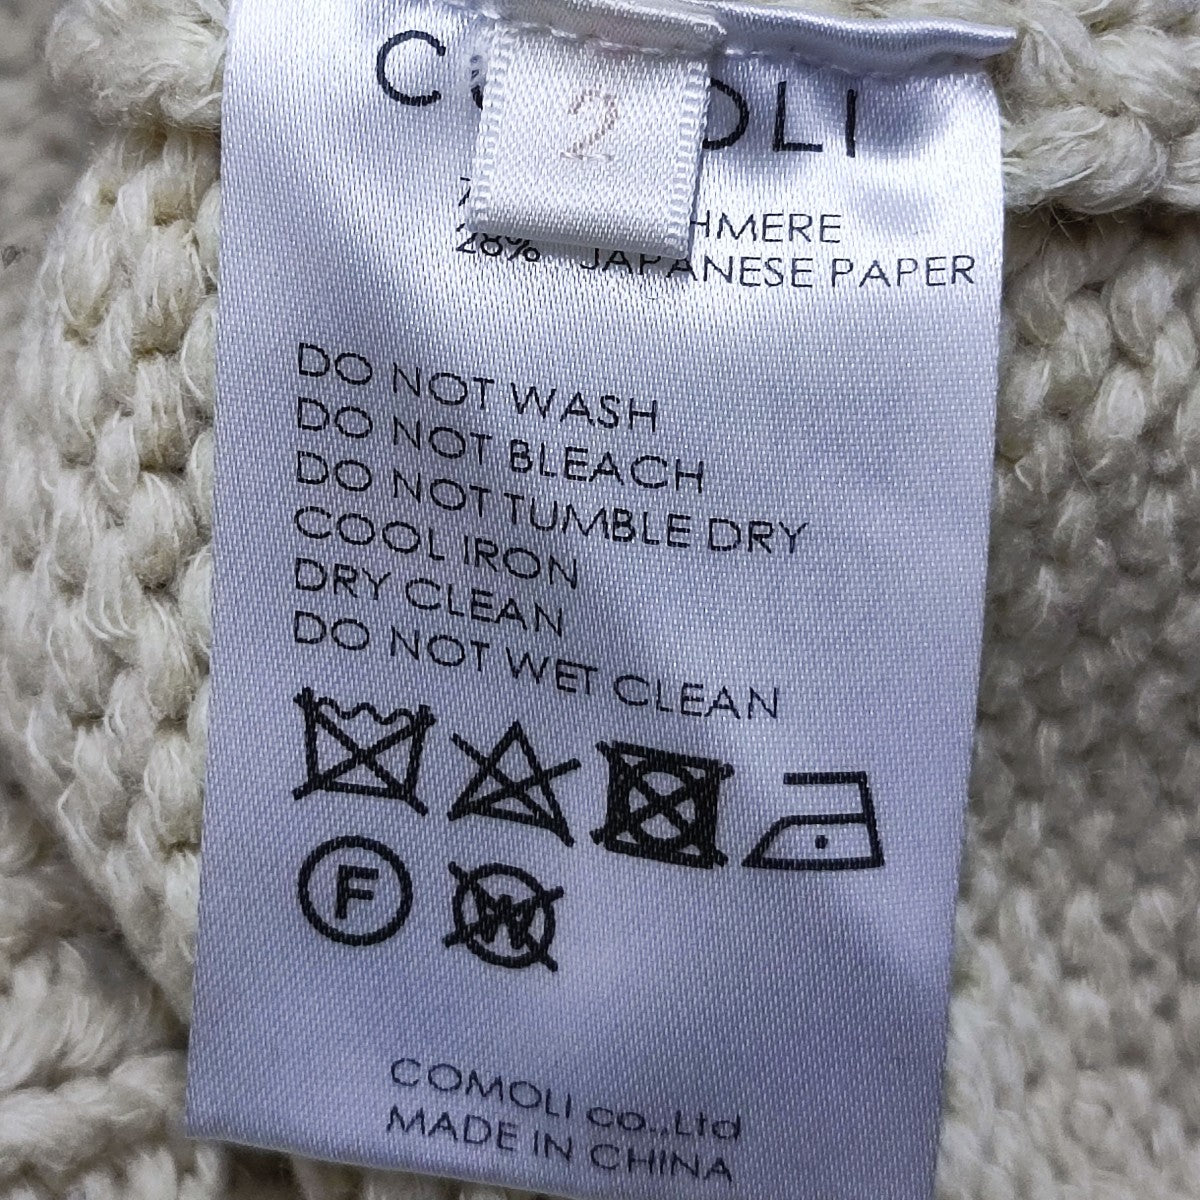 2
HMERE
28% JAPANESE PAPER
DO NOT WASH
DO NOT BLEACH
DO NOT TUMBLE DRY
COOL IRON
DRY CLEAN
DO NOT WET CLEAN
F
W
COMOLI co.,Ltd
MADE IN CHINA